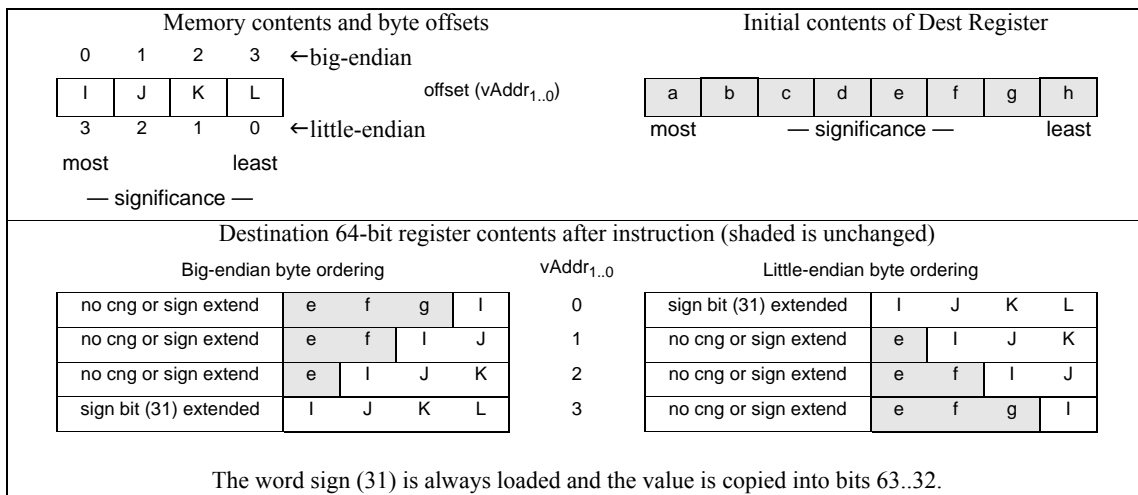 Memory contents and byte offsets
Initial contents of Dest Register
0 1 2 3 ←big-endian
I J K L offset (vAddr1..0)
a b c d e f g h
3 2 1 0 ←little-endian
most — significance — least
most least
— significance —
Destination 64-bit register contents after instruction (shaded is unchanged)
Big-endian byte ordering vAddr1..0 Little-endian byte ordering
no cng or sign extend e f g I 0 sign bit (31) extended I J K L
no cng or sign extend e f I J 1 no cng or sign extend e I J K
no cng or sign extend e I J K 2 no cng or sign extend e f I J
sign bit (31) extended I J K L 3 no cng or sign extend e f g I
The word sign (31) is always loaded and the value is copied into bits 63..32.